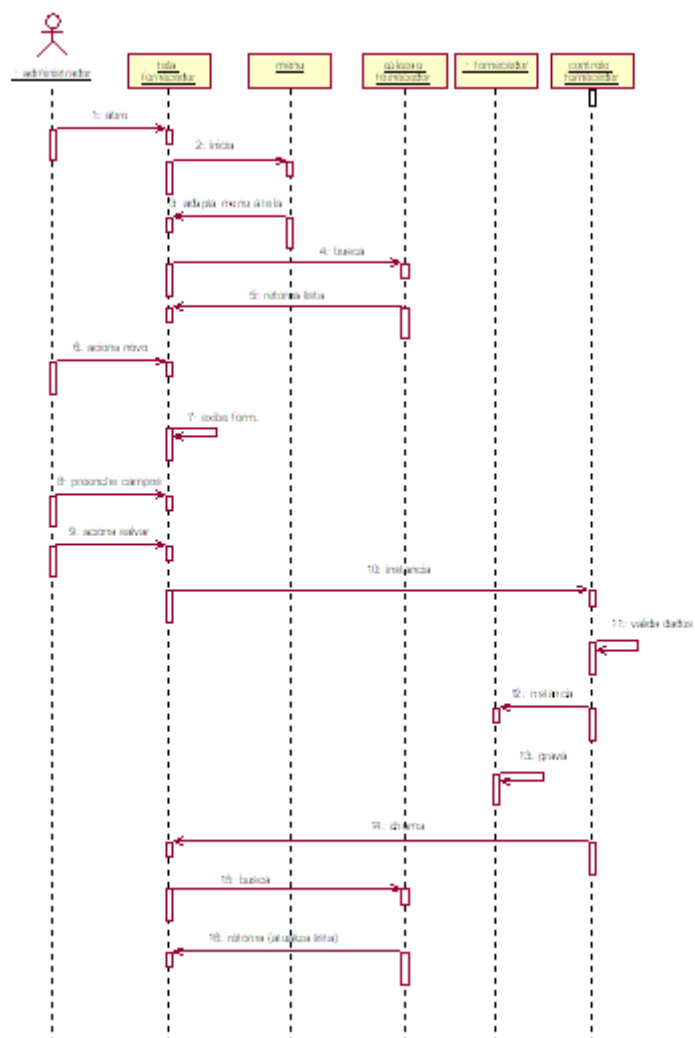 : administrador
tela
fornecedor
menu
fornecedor
: fornecedor
controle
fornecedor
1: abre
2: inicia
3: adapta menu à tela
4: busca
5: retorna lista
6: aciona novo
7: exibe form.
8: preenche campos
9: aciona salvar
10: instancia
11: valida dados
12: instancia
13: grava
14: chama
15: busca
16: retorna (atualiza lista)